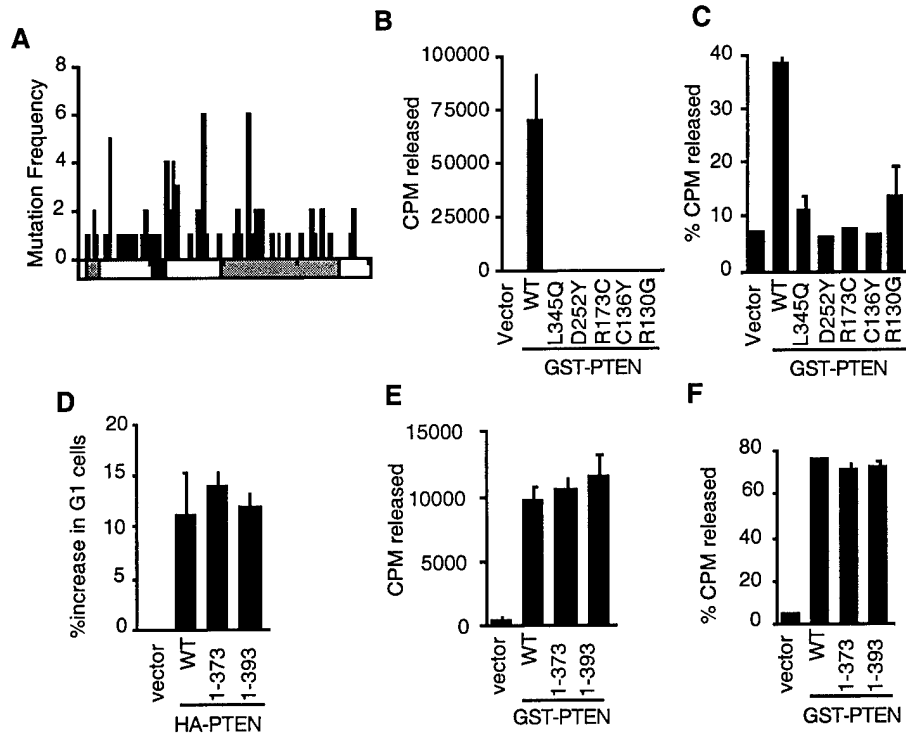 A
Mutation Frequency
8
6
4
2
0
B
CPM released
100000
75000
50000
25000
0
Vector
WT
L345Q
D252Y
R173C
C136Y
R130G
GST-PTEN
C
% CPM released
40
30
20
10
0
Vector
WT
L345Q
D252Y
R173C
C136Y
R130G
GST-PTEN
D
%increase in G1 cells
20
15
10
5
0
vector
WT
1-373
1-393
HA-PTEN
E
CPM released
15000
10000
5000
0
vector
WT
1-373
1-393
GST-PTEN
F
% CPM released
80
60
40
20
0
vector
WT
1-373
1-393
GST-PTEN